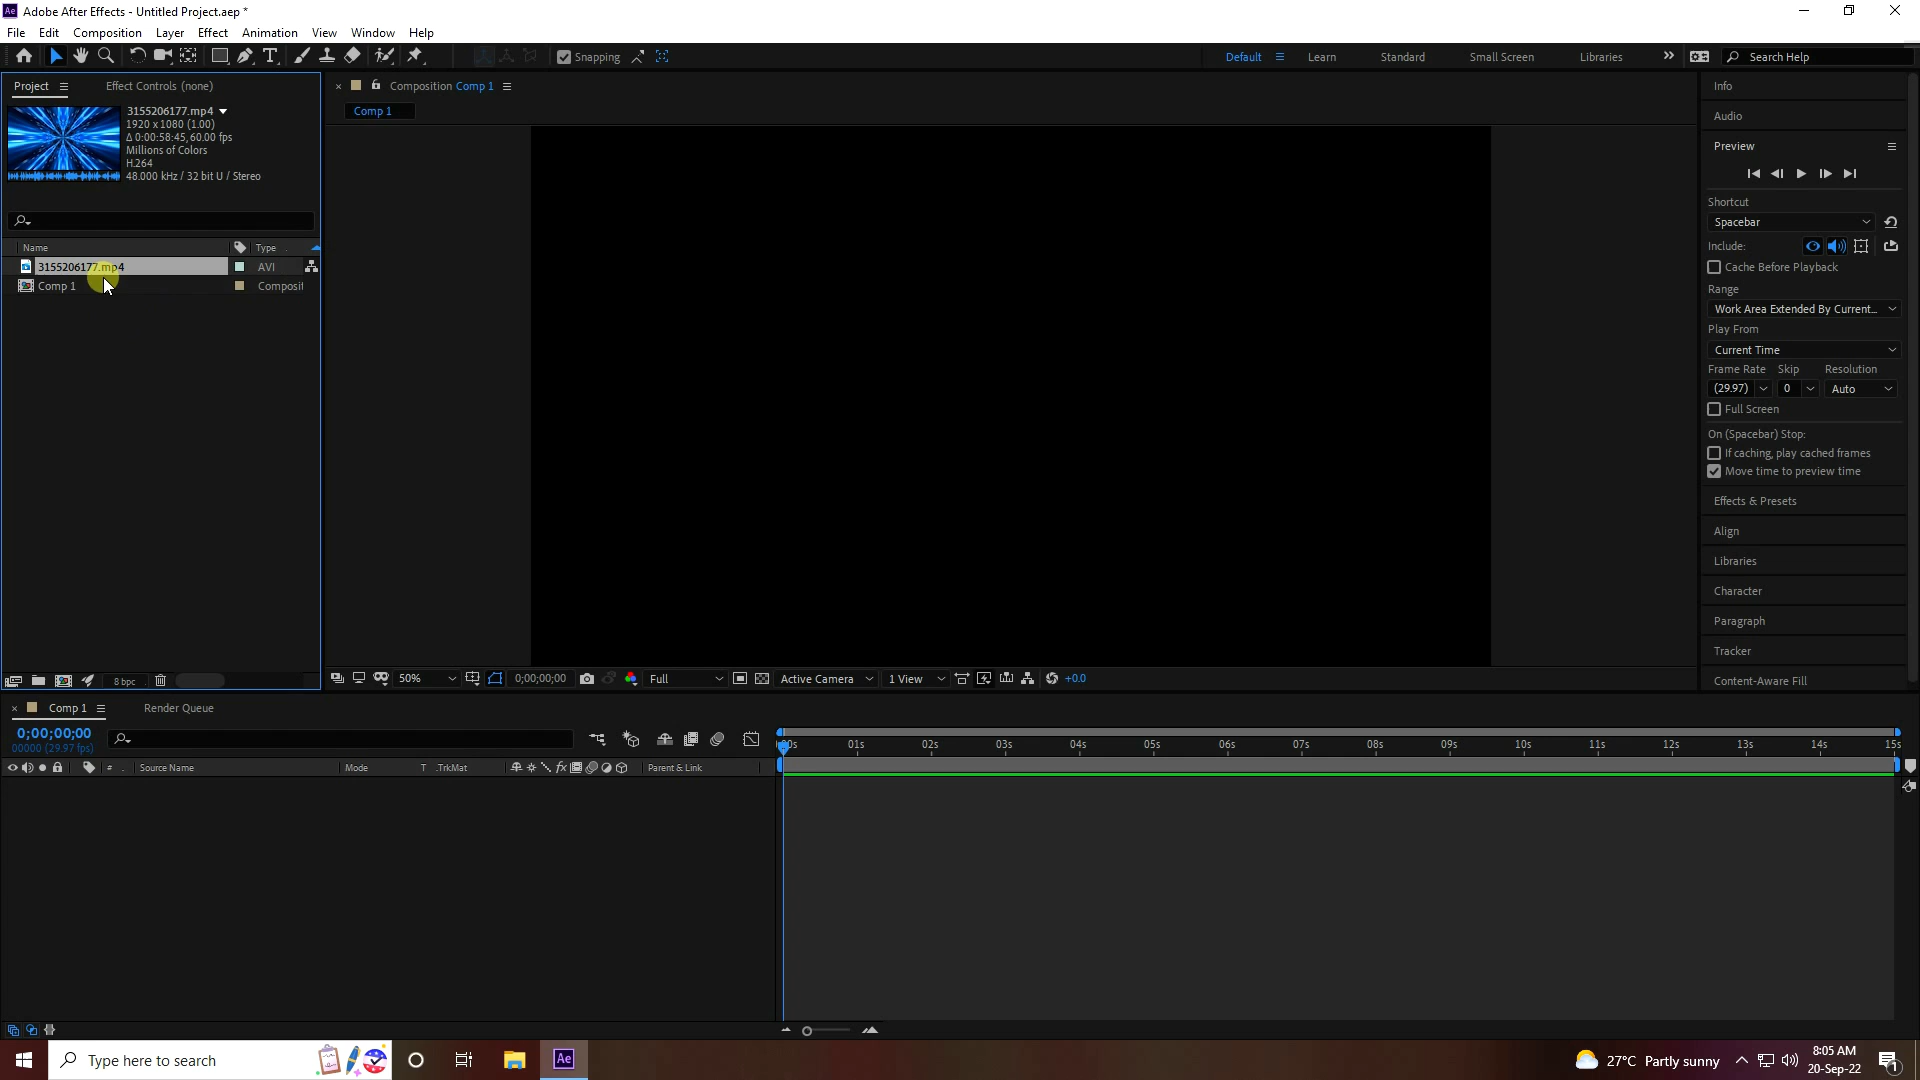 Adobe After Effects - Untitled Project.aep *
File Edit Composition Layer Effect Animation View Window Help
Snapping
Default Learn Standard Small Screen Libraries Search Help
Project Effect Controls (none)
3155206177.mp4
1920 x 1080 (1.00)
Δ 0:00:58:45, 60.00 fps
Millions of Colors
H.264
48.000 kHz / 32 bit U / Stereo
Name Type
3155206177.mp4 AVI
Comp 1 Composit
8 bpc
Composition Comp 1
Comp 1
50% 0;00;00;00 Full Active Camera 1 View +0.0
Info
Audio
Preview
Shortcut
Spacebar
Include:
Cache Before Playback
Range
Work Area Extended By Current...
Play From
Current Time
Frame Rate Skip Resolution
(29.97) 0 Auto
Full Screen
On (Spacebar) Stop:
If caching, play cached frames
Move time to preview time
Effects & Presets
Align
Libraries
Character
Paragraph
Tracker
Content-Aware Fill
Comp 1 Render Queue
0;00;00;00
00000 (29.97 fps)
# Source Name Mode T .TrkMat Parent & Link
01s 02s 03s 04s 05s 06s 07s 08s 09s 10s 11s 12s 13s 14s 15s
Type here to search
Ae
27°C Partly sunny
8:05 AM
20-Sep-22
1